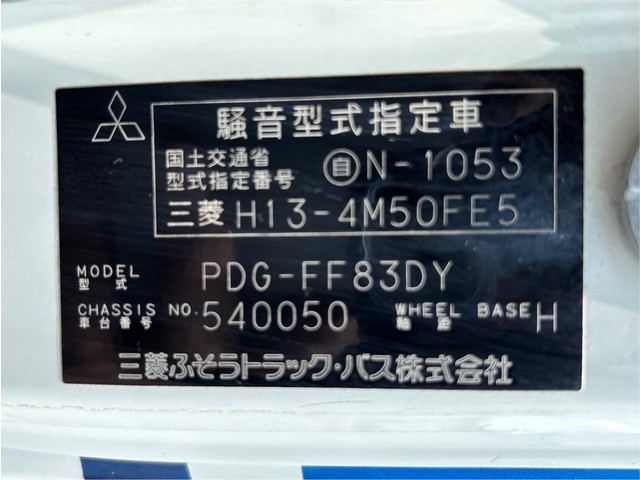 騒音型式指定車
国土交通省
型式指定番号 自N-1053
三菱 H13-4M50FE5
MODEL
型式 PDG-FF83DY
CHASSIS NO.
車台番号 540050 WHEEL BASE
軸距 H
三菱ふそうトラック・バス株式会社